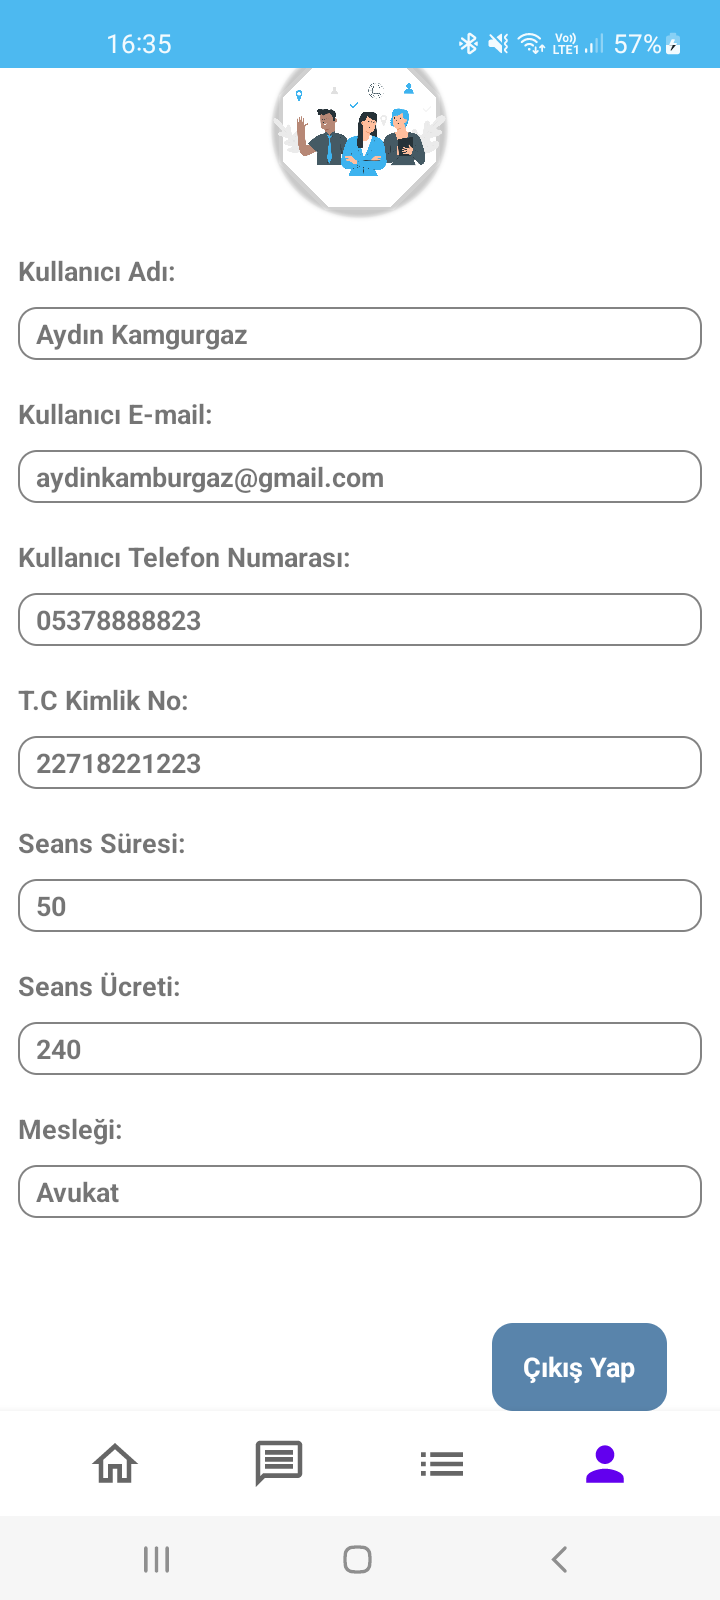 16:35
Vo)) LTE1 57%
Kullanıcı Adı:
Aydın Kamgurgaz
Kullanıcı E-mail:
aydinkamburgaz@gmail.com
Kullanıcı Telefon Numarası:
05378888823
T.C Kimlik No:
22718221223
Seans Süresi:
50
Seans Ücreti:
240
Mesleği:
Avukat
Çıkış Yap